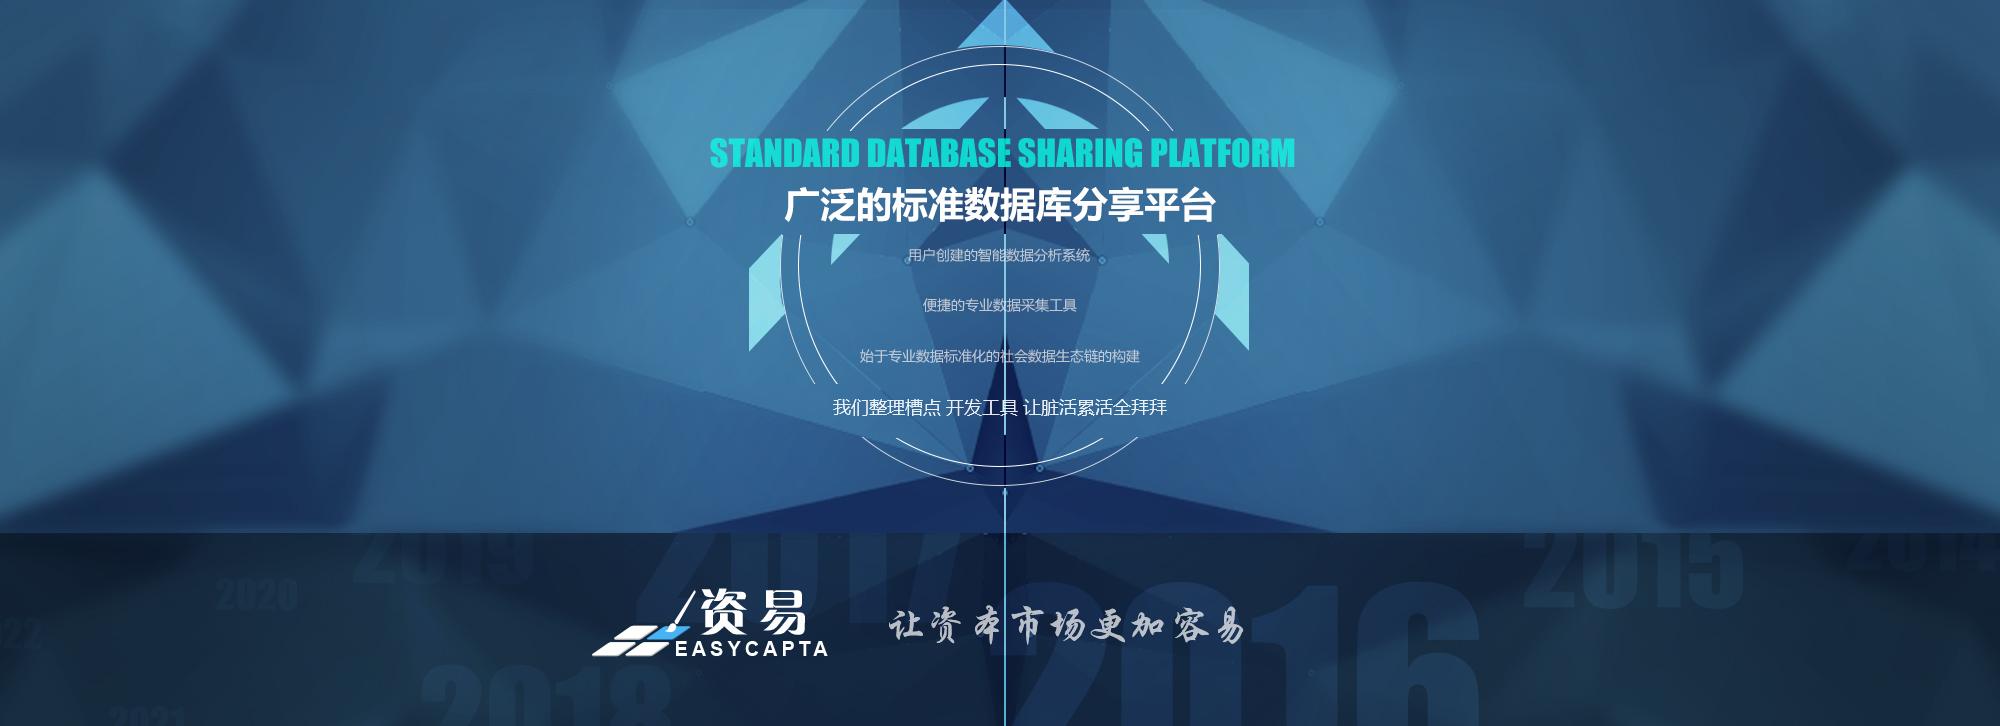 STANDARD DATABASE SHARING PLATFORM
广泛的标准数据库分享平台
用户创建的智能数据分析系统
便捷的专业数据采集工具
始于专业数据标准化的社会数据生态链的构建
我们整理槽点 开发工具 让脏活累活全拜拜
2019
2017
2015
2014
2020
2016
资易
让资本市场更加容易
EASYCAPTA
2018
2021